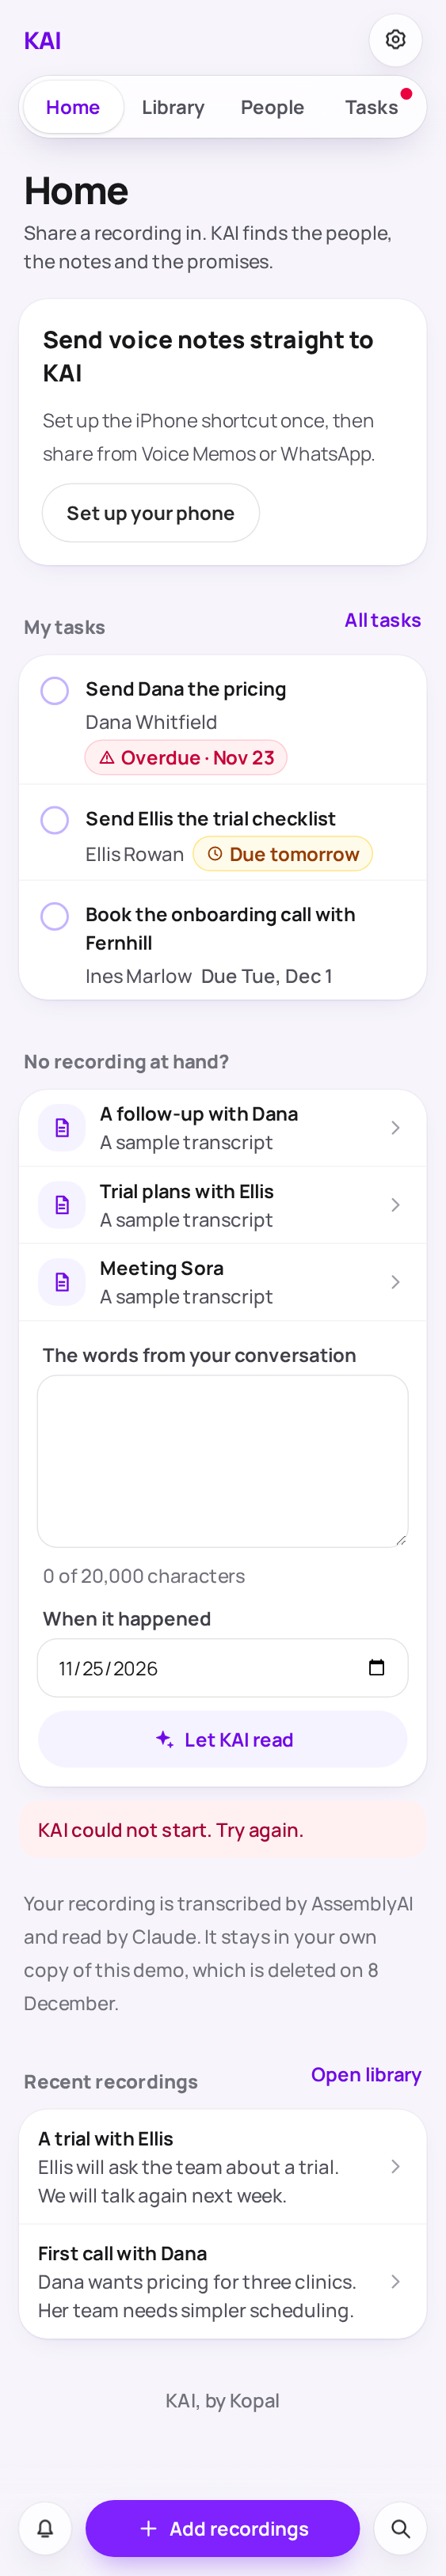 KAI
Home
Library
People
Tasks
Home
Share a recording in. KAI finds the people,
the notes and the promises.
Send voice notes straight to
KAI
Set up the iPhone shortcut once, then
share from Voice Memos or WhatsApp.
Set up your phone
My tasks
All tasks
Send Dana the pricing
Dana Whitfield
Overdue · Nov 23
Send Ellis the trial checklist
Ellis Rowan
Due tomorrow
Book the onboarding call with
Fernhill
Ines Marlow
Due Tue, Dec 1
No recording at hand?
A follow-up with Dana
A sample transcript
Trial plans with Ellis
A sample transcript
Meeting Sora
A sample transcript
The words from your conversation
0 of 20,000 characters
When it happened
11/25/2026
Let KAI read
KAI could not start. Try again.
Your recording is transcribed by AssemblyAI
and read by Claude. It stays in your own
copy of this demo, which is deleted on 8
December.
Recent recordings
Open library
A trial with Ellis
Ellis will ask the team about a trial.
We will talk again next week.
First call with Dana
Dana wants pricing for three clinics.
Her team needs simpler scheduling.
KAI, by Kopal
Add recordings